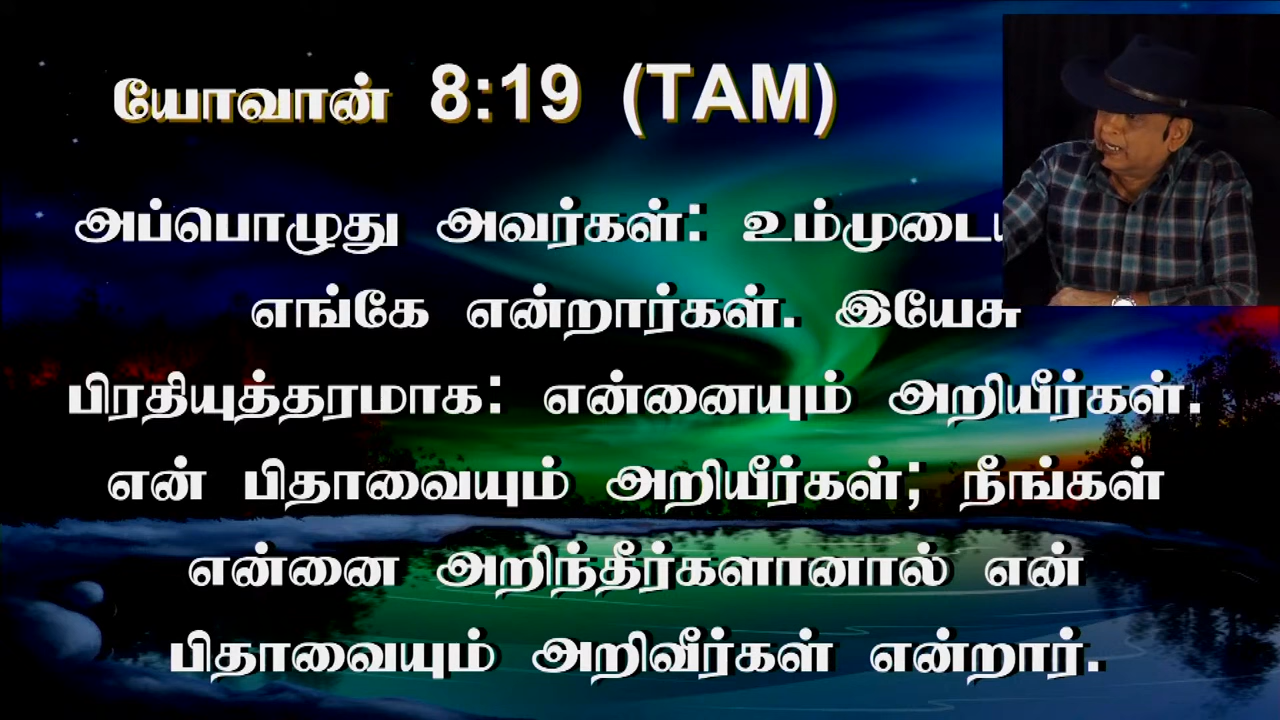 யோவான் 8:19 (TAM)
அப்பொழுது அவர்கள்: 
எங்கே என்றார்கள். இயேசு
பிரதியுத்தரமாக: என்னையும் அறியீர்கள்.
என் பிதாவையும் அறியீர்கள்; நீங்கள்
என்னை அறிந்தீர்களானால் என்
பிதாவையும் அறிவீர்கள் என்றார்.